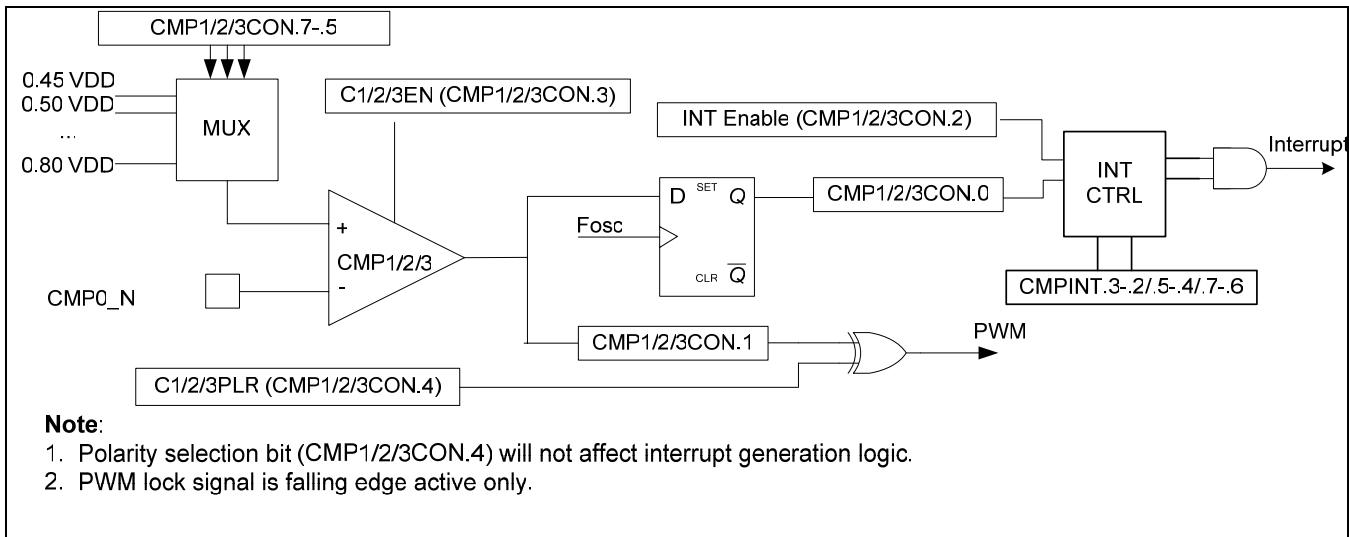 CMP1/2/3CON.7-.5
0.45 VDD
0.50 VDD
...
0.80 VDD
MUX
C1/2/3EN (CMP1/2/3CON.3)
INT Enable (CMP1/2/3CON.2)
Interrupt
INT
CTRL
D SET Q
CMP1/2/3CON.0
Fosc
+
CMP1/2/3
-
CLR Q
CMP0_N
CMPINT.3-.2/.5-.4/.7-.6
PWM
CMP1/2/3CON.1
C1/2/3PLR (CMP1/2/3CON.4)
Note:
1. Polarity selection bit (CMP1/2/3CON.4) will not affect interrupt generation logic.
2. PWM lock signal is falling edge active only.